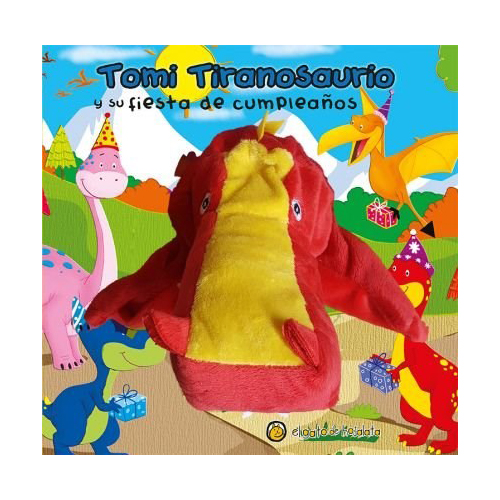 Tomi Tiranosaurio
y su fiesta de cumpleaños
el gato de hojalata